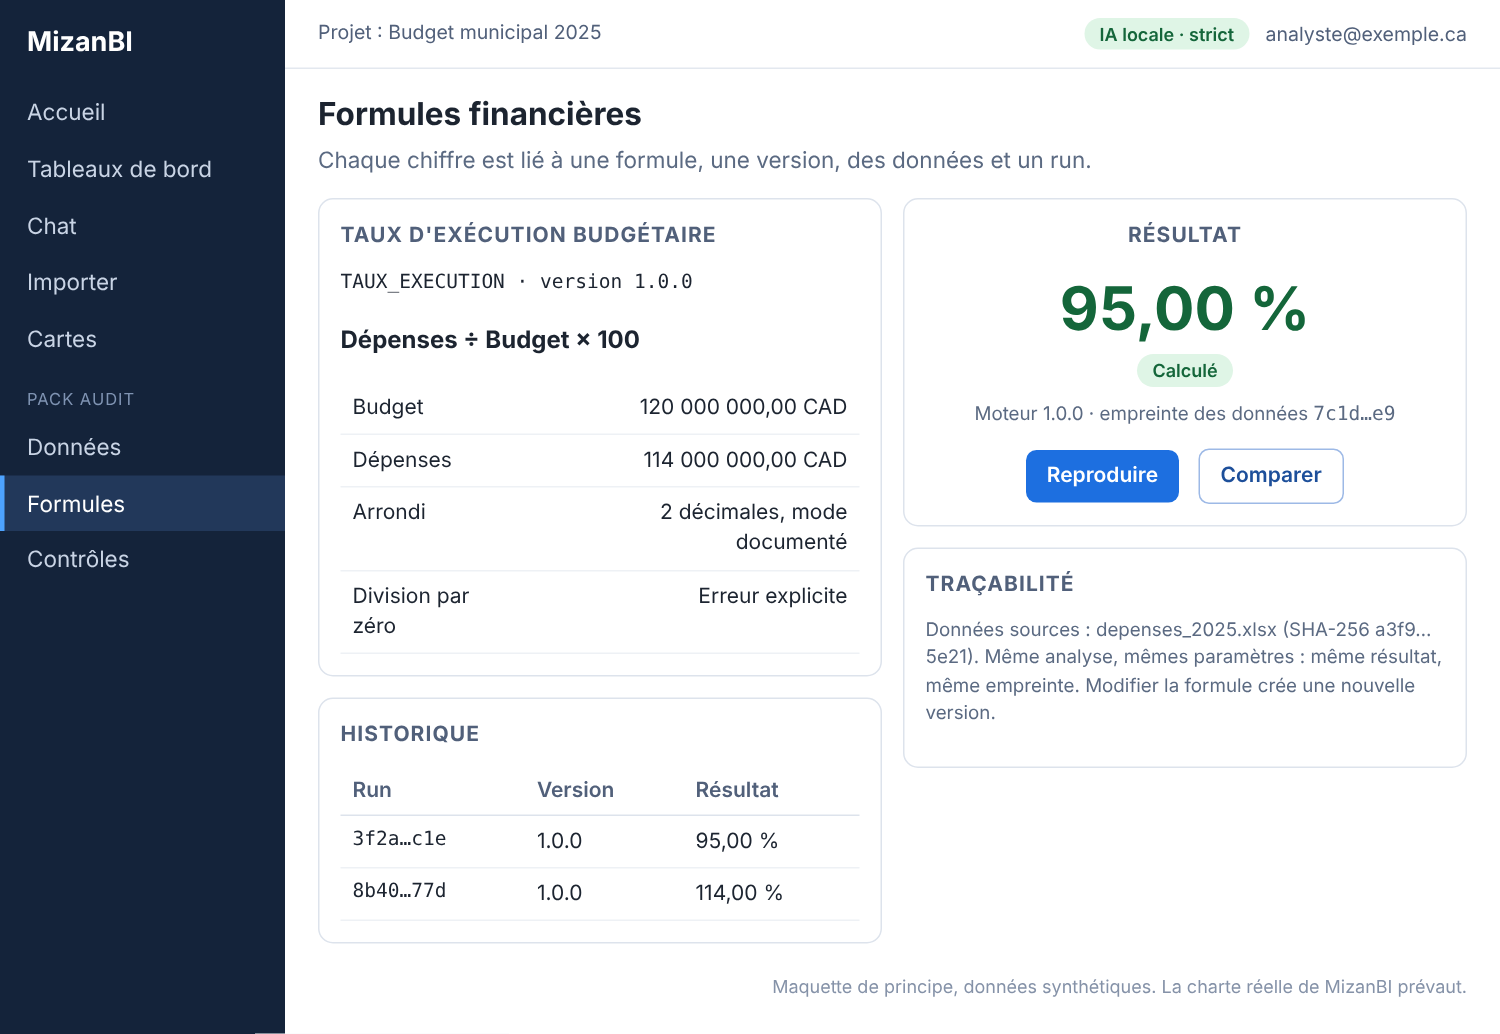 MizanBI
Accueil
Tableaux de bord
Chat
Importer
Cartes
PACK AUDIT
Données
Formules
Contrôles
Projet : Budget municipal 2025
IA locale · strict
analyste@exemple.ca
Formules financières
Chaque chiffre est lié à une formule, une version, des données et un run.
TAUX D'EXÉCUTION BUDGÉTAIRE
TAUX_EXECUTION · version 1.0.0
Dépenses ÷ Budget × 100
Budget 120 000 000,00 CAD
Dépenses 114 000 000,00 CAD
Arrondi 2 décimales, mode
documenté
Division par Erreur explicite
zéro
HISTORIQUE
Run Version Résultat
3f2a…c1e 1.0.0 95,00 %
8b40…77d 1.0.0 114,00 %
RÉSULTAT
95,00 %
Calculé
Moteur 1.0.0 · empreinte des données 7c1d…e9
Reproduire
Comparer
TRAÇABILITÉ
Données sources : depenses_2025.xlsx (SHA-256 a3f9…
5e21). Même analyse, mêmes paramètres : même résultat,
même empreinte. Modifier la formule crée une nouvelle
version.
Maquette de principe, données synthétiques. La charte réelle de MizanBI prévaut.